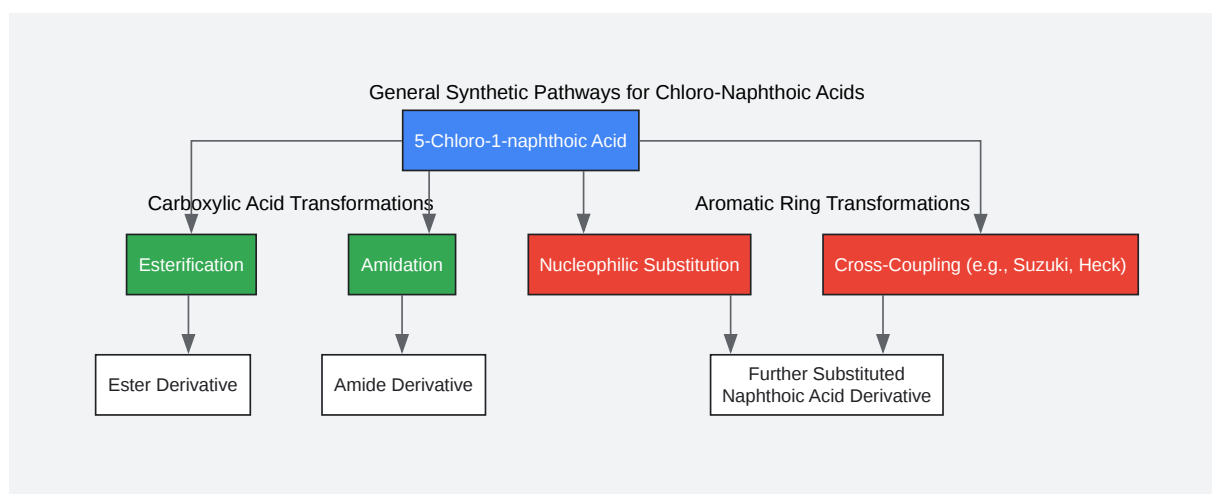 General Synthetic Pathways for Chloro-Naphthoic Acids
5-Chloro-1-naphthoic Acid
Carboxylic Acid Transformations
Aromatic Ring Transformations
Esterification
Amidation
Nucleophilic Substitution
Cross-Coupling (e.g., Suzuki, Heck)
Ester Derivative
Amide Derivative
Further Substituted
Naphthoic Acid Derivative